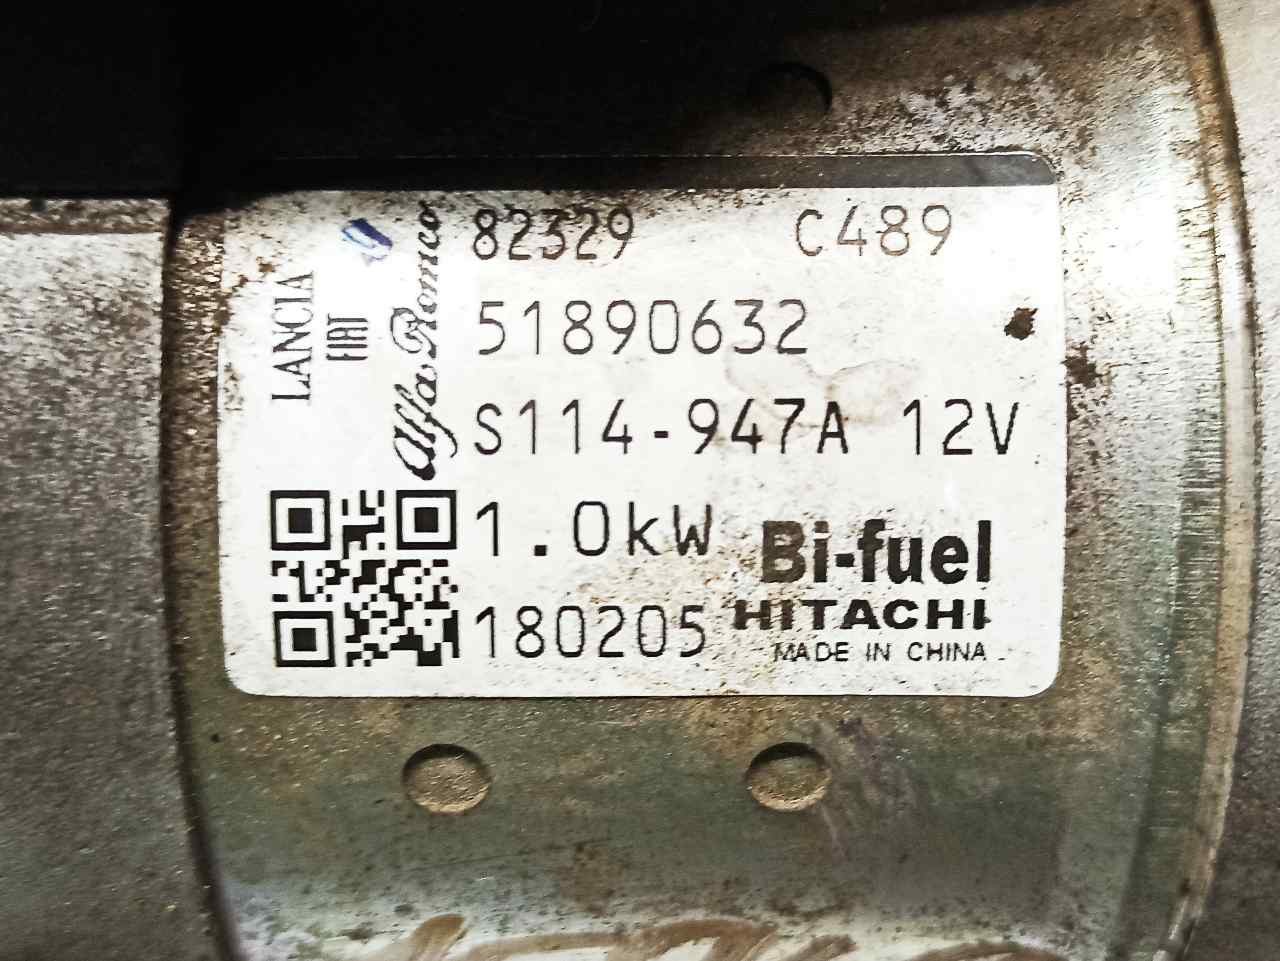 82329 C489
51890632
S114-947A 12V
1.0kW Bi-fuel
HITACHI
180205
MADE IN CHINA
LANCIA
FIAT
Alfa Romeo